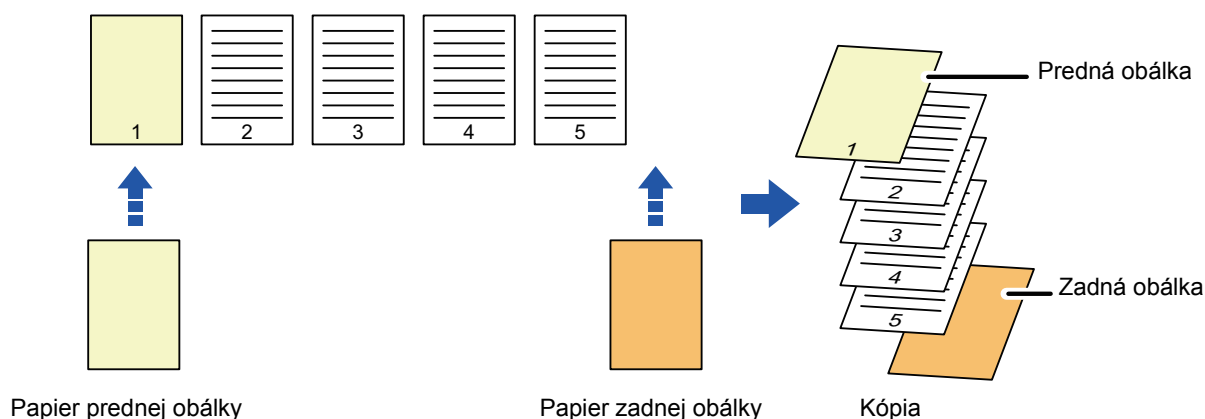 1 2 3 4 5
Predná obálka
1
2
3
4
5
Zadná obálka
Papier prednej obálky
Papier zadnej obálky
Kópia